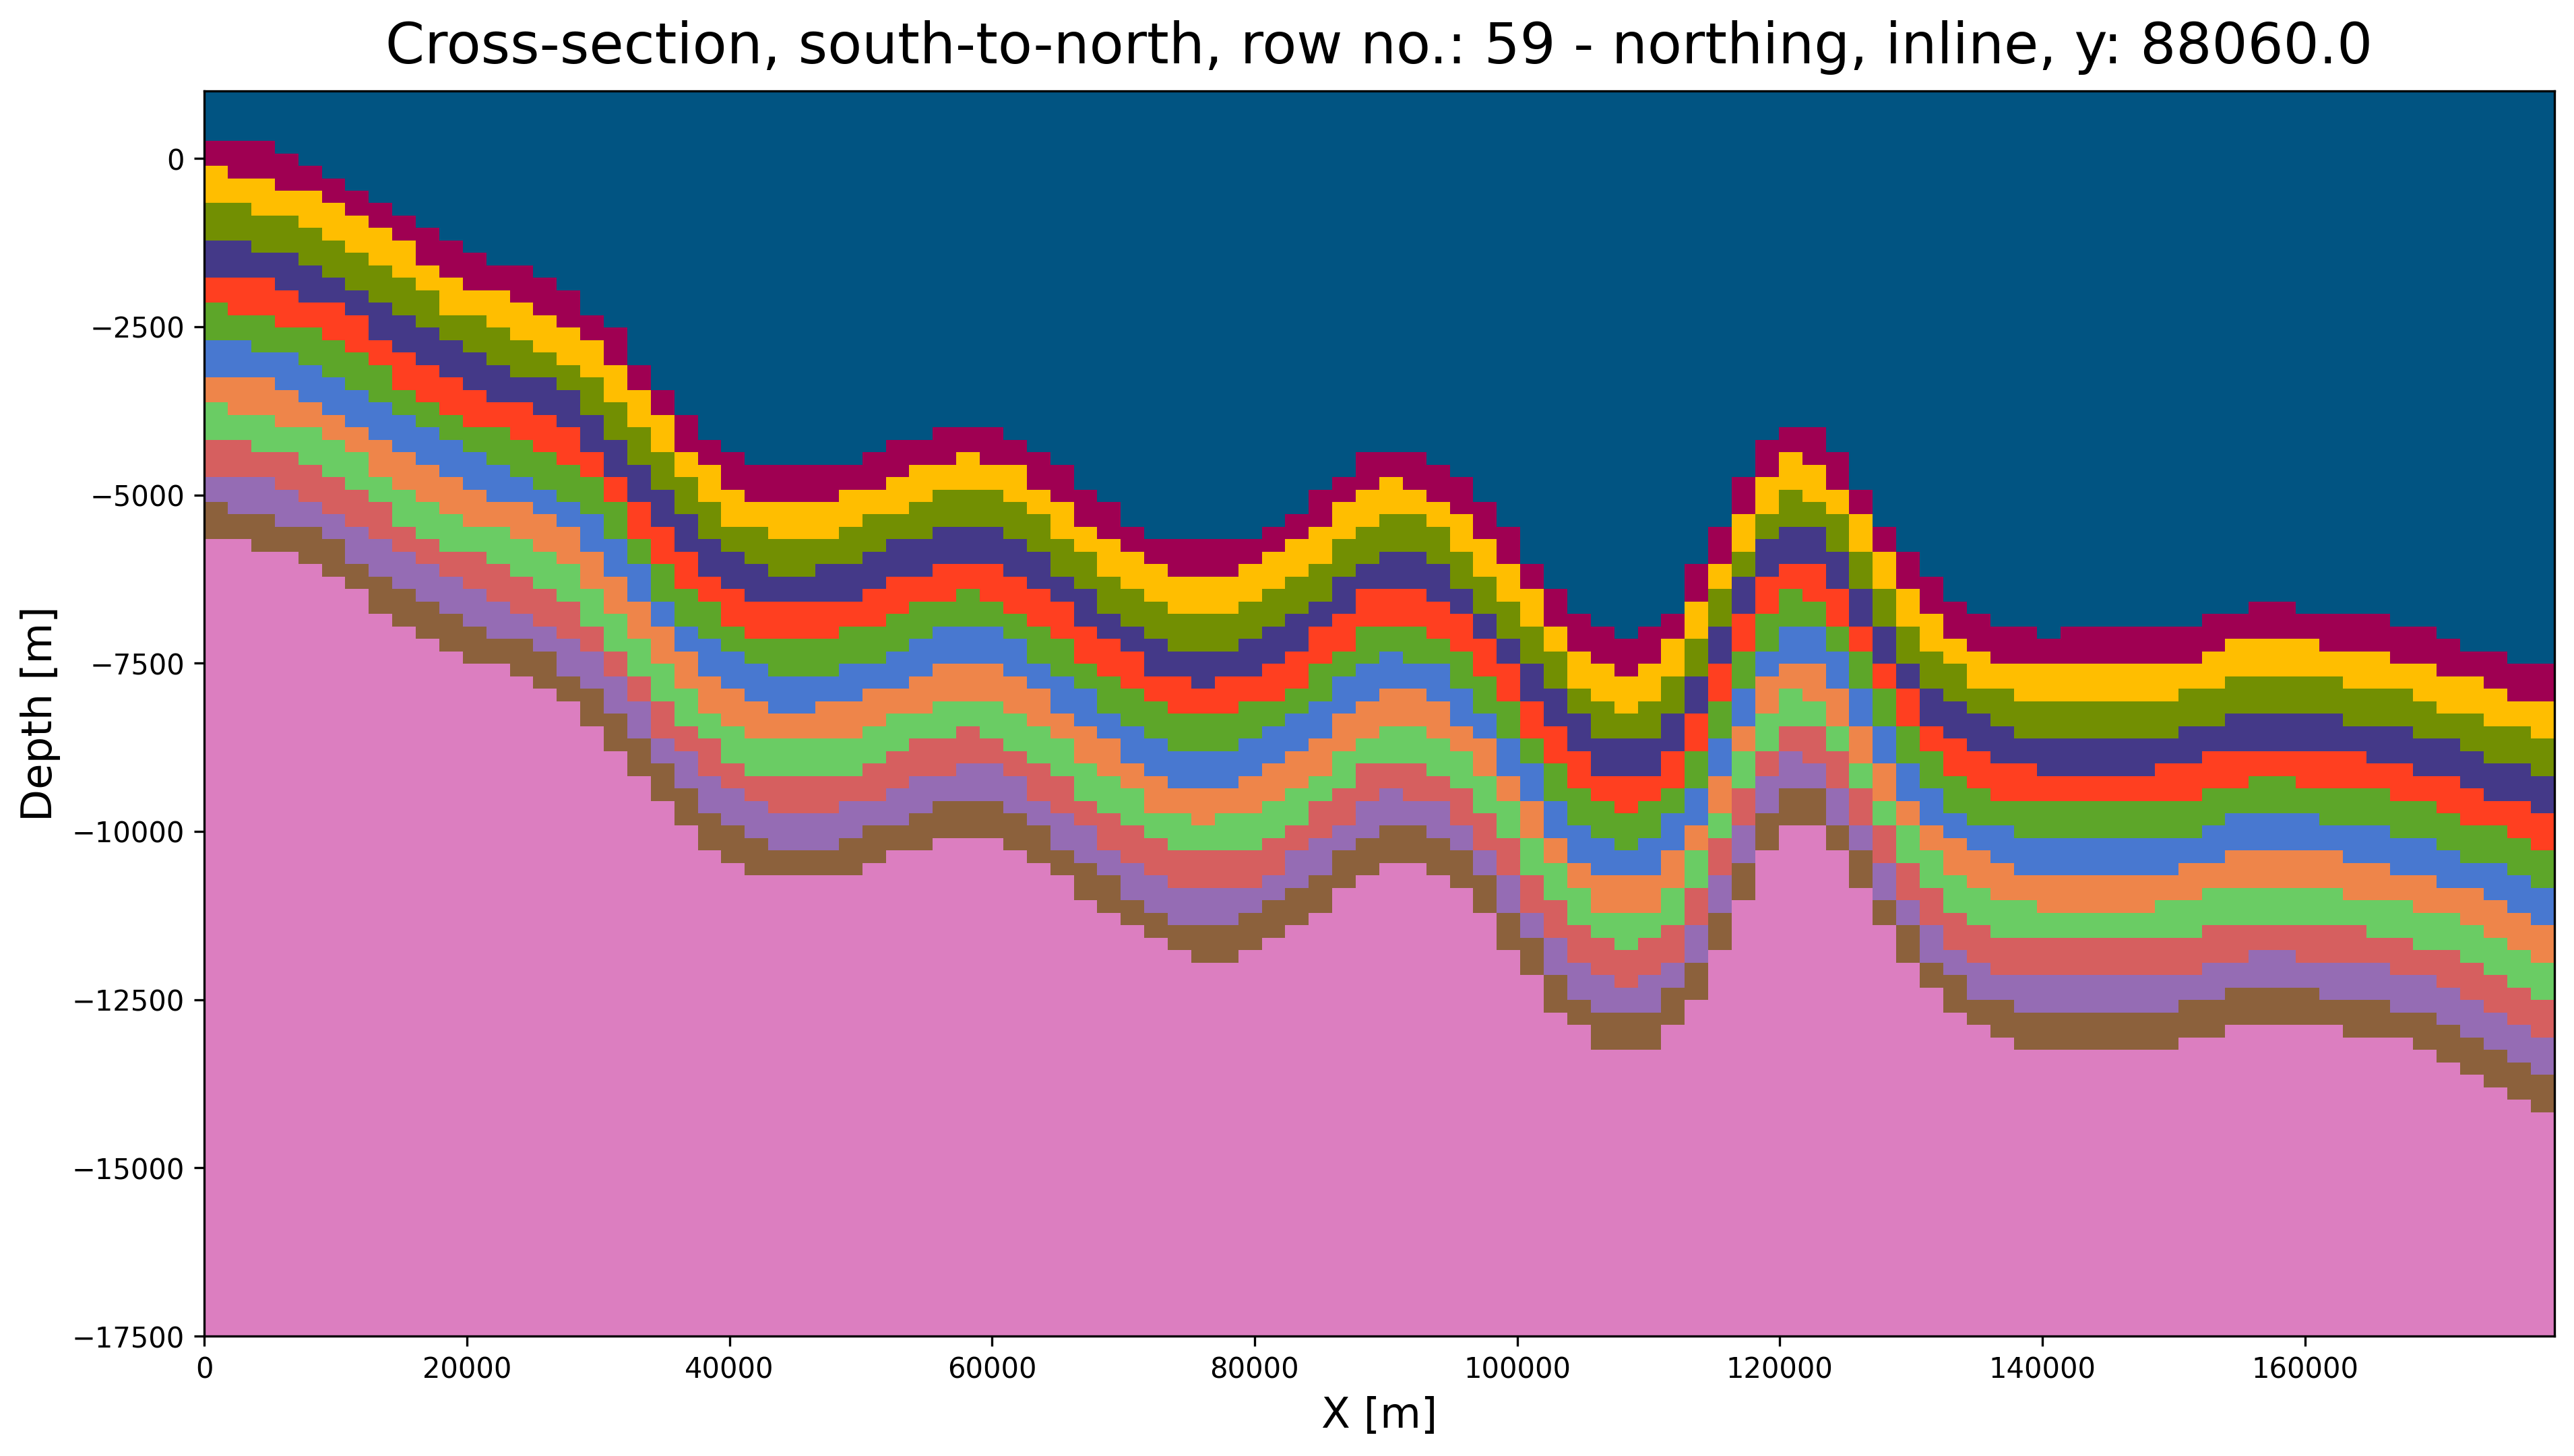 Cross-section, south-to-north, row no.: 59 - northing, inline, y: 88060.0
0
−2500
−5000
−7500
−10000
−12500
−15000
−17500
Depth [m]
0 20000 40000 60000 80000 100000 120000 140000 160000
X [m]